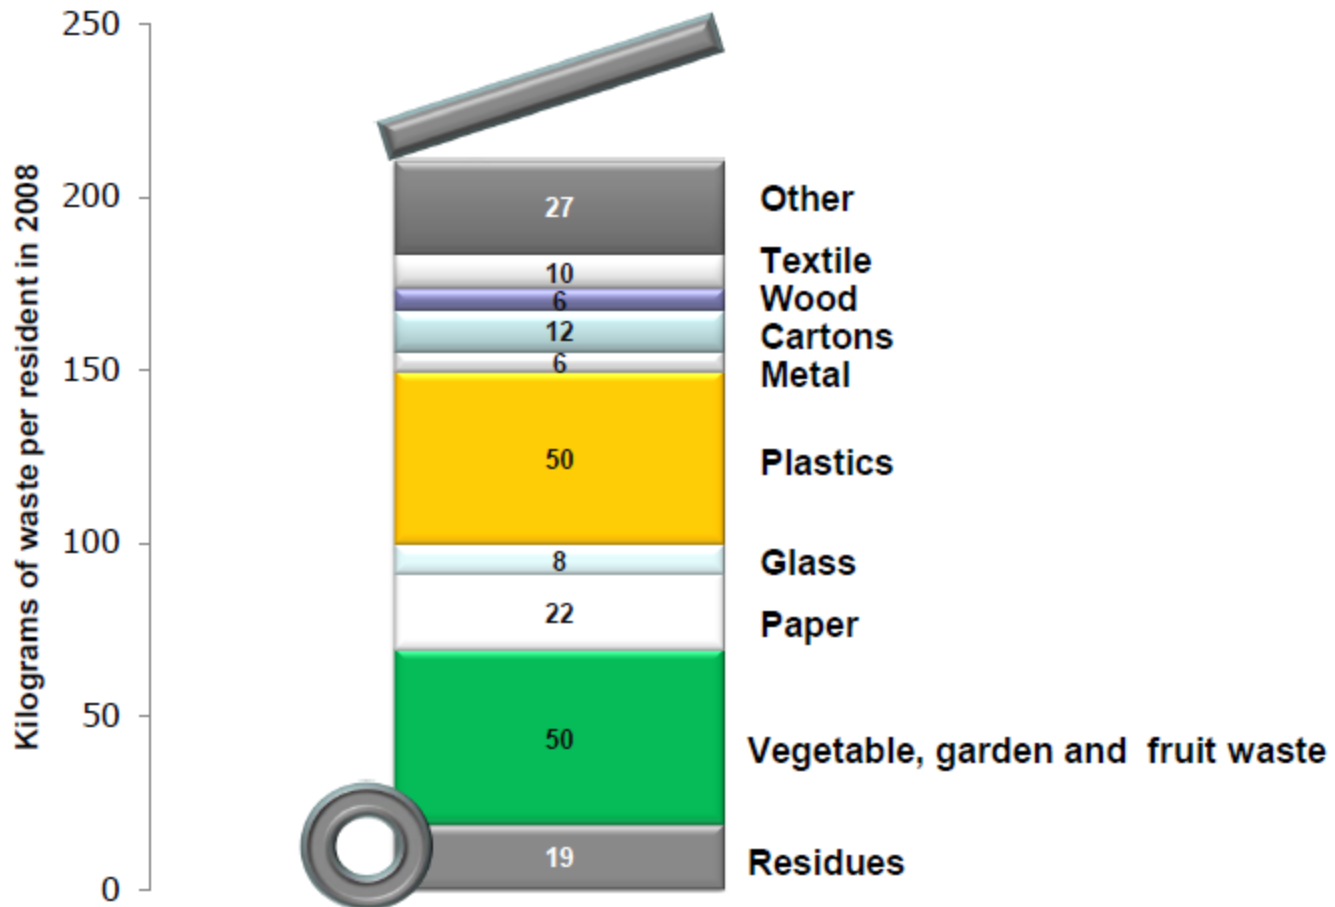 250
200
150
100
50
0
Kilograms of waste per resident in 2008
27 Other
10 Textile
6 Wood
12 Cartons
6 Metal
50 Plastics
8 Glass
22 Paper
50 Vegetable, garden and  fruit waste
19 Residues